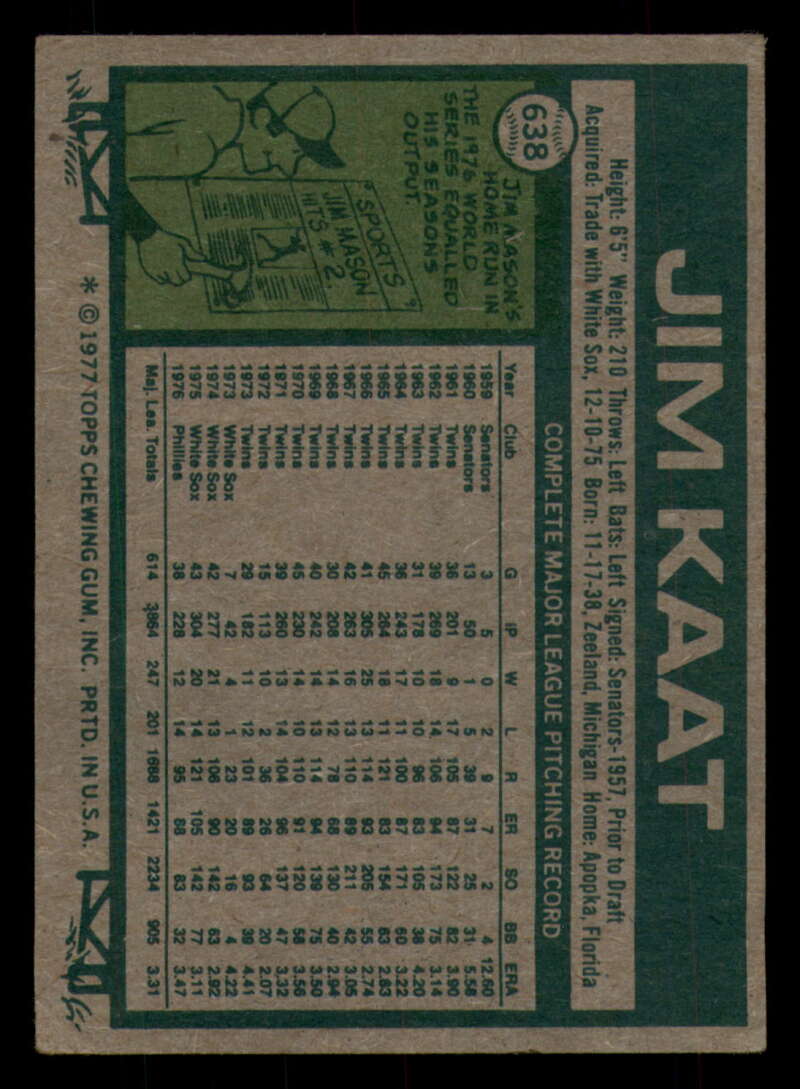 638
JIM KAAT
Height: 6'5" Weight: 210 Throws: Left Bats: Left Signed: Senators-1957, Prior to Draft
Acquired: Trade with White Sox, 12-10-75 Born: 11-17-38, Zeeland, Michigan Home: Apopka, Florida
JIM MASON'S
HOME RUN IN
THE 1976 WORLD
SERIES EQUALLED
HIS SEASONS
OUTPUT.
"SPORTS"
JIM MASON
HITS #2.
COMPLETE MAJOR LEAGUE PITCHING RECORD
Year Club G IP W L R ER SO BB ERA
1959 Senators 3 5 0 2 9 7 2 4 12.60
1960 Senators 13 50 1 5 39 31 25 31 5.58
1961 Twins 36 201 9 17 105 87 122 82 3.90
1962 Twins 39 269 18 14 106 94 173 75 3.14
1963 Twins 31 178 10 10 96 83 105 38 4.20
1964 Twins 36 243 17 11 100 87 171 60 3.22
1965 Twins 45 264 18 11 121 83 154 63 2.83
1966 Twins 41 305 25 13 114 93 205 55 2.74
1967 Twins 42 263 16 13 110 89 211 42 3.05
1968 Twins 30 208 14 12 78 68 130 40 2.94
1969 Twins 40 242 14 13 114 94 139 75 3.50
1970 Twins 45 230 14 10 110 91 120 58 3.56
1971 Twins 39 260 13 14 104 96 137 47 3.32
1972 Twins 15 113 10 2 36 26 64 20 2.07
1973 Twins 29 182 11 12 101 89 93 39 4.41
1973 White Sox 7 42 4 1 23 20 16 4 4.22
1974 White Sox 42 277 21 13 106 90 142 63 2.92
1975 White Sox 43 304 20 14 121 105 142 77 3.11
1976 Phillies 38 228 12 14 95 88 83 32 3.47
Maj. Lea. Totals 614 3864 247 201 1688 1421 2234 905 3.31
* © 1977 TOPPS CHEWING GUM, INC. PRTD. IN U.S.A.